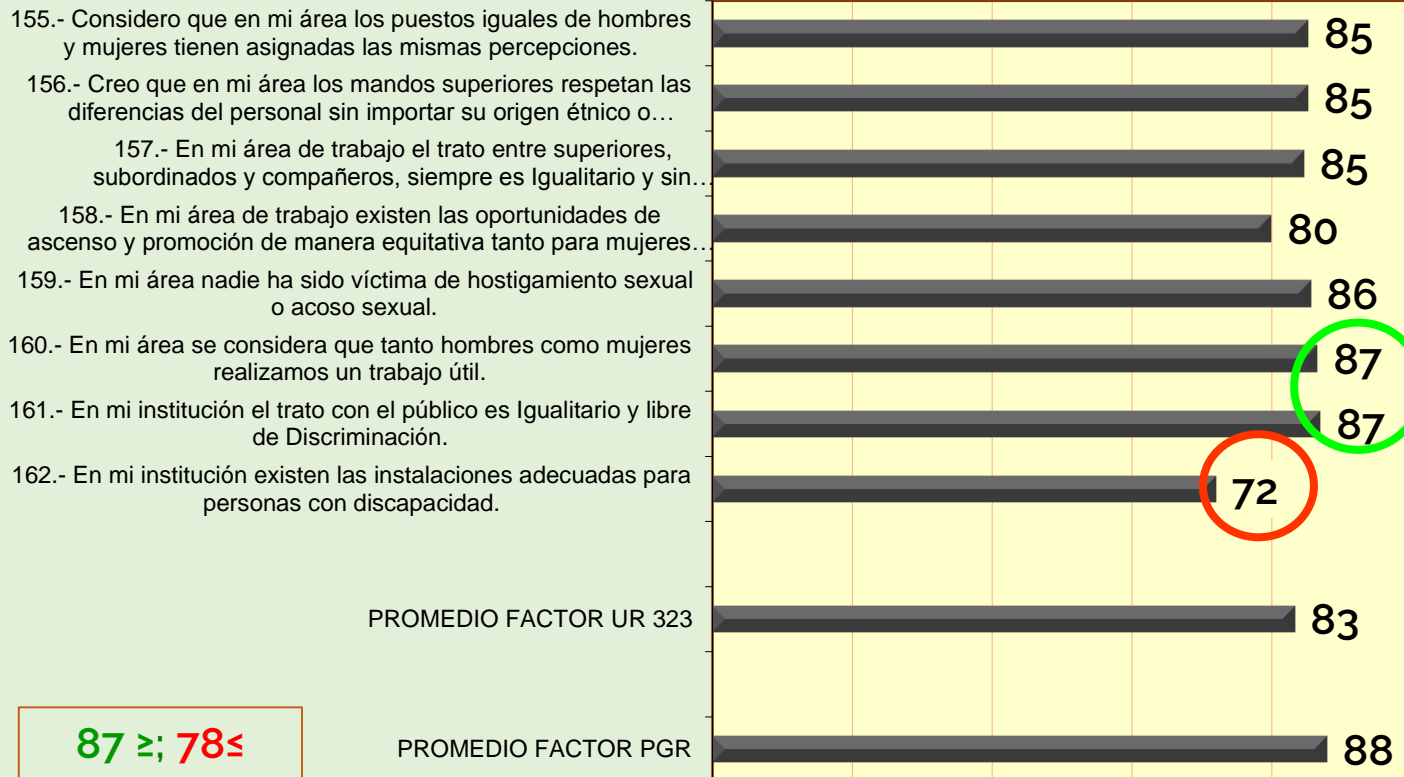 155.- Considero que en mi área los puestos iguales de hombres
y mujeres tienen asignadas las mismas percepciones.
85
156.- Creo que en mi área los mandos superiores respetan las
diferencias del personal sin importar su origen étnico o…
85
157.- En mi área de trabajo el trato entre superiores,
subordinados y compañeros, siempre es Igualitario y sin…
85
158.- En mi área de trabajo existen las oportunidades de
ascenso y promoción de manera equitativa tanto para mujeres…
80
159.- En mi área nadie ha sido víctima de hostigamiento sexual
o acoso sexual.
86
160.- En mi área se considera que tanto hombres como mujeres
realizamos un trabajo útil.
87
161.- En mi institución el trato con el público es Igualitario y libre
de Discriminación.
87
162.- En mi institución existen las instalaciones adecuadas para
personas con discapacidad.
72
PROMEDIO FACTOR UR 323
83
87 ≥; 78≤
PROMEDIO FACTOR PGR
88